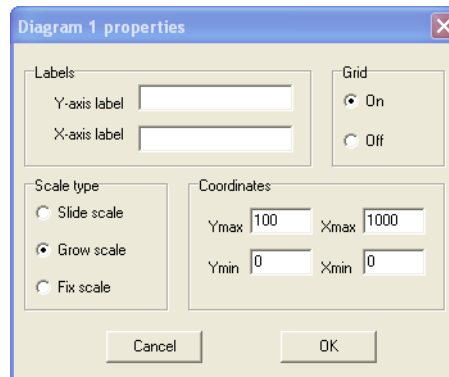 Diagram 1 properties
Labels
Y-axis label
X-axis label
Grid
On
Off
Scale type
Slide scale
Grow scale
Fix scale
Coordinates
Ymax 100 Xmax 1000
Ymin 0 Xmin 0
Cancel OK